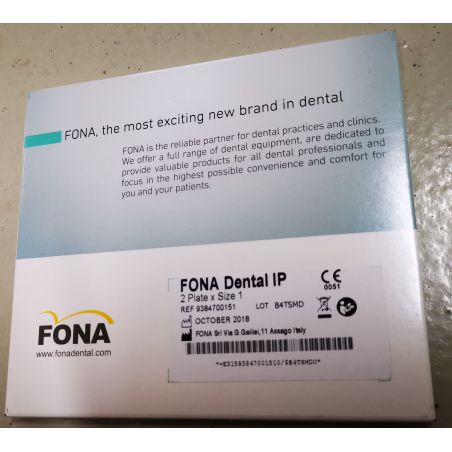 FONA, the most exciting new brand in dental
FONA is the reliable partner for dental practices and clinics.
We offer a full range of dental equipment, are dedicated to
provide valuable products for all dental professionals and
focus in the highest possible convenience and comfort for
you and your patients.
FONA Dental IP
2 Plate x Size 1
REF 9384700151 LOT B4TSMD
OCTOBER 2018
FONA Srl Via G.Galilei,11 Assago Italy
CE
0051
FONA
www.fonadental.com